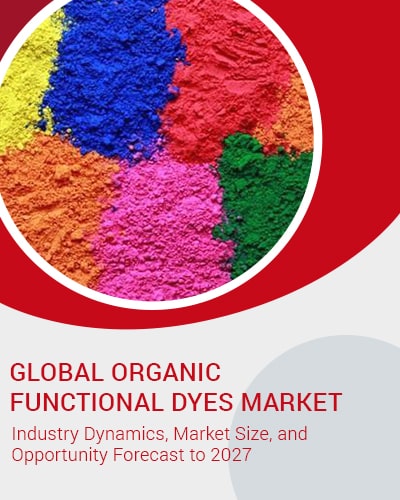 GLOBAL ORGANIC
FUNCTIONAL DYES MARKET
Industry Dynamics, Market Size, and
Opportunity Forecast to 2027